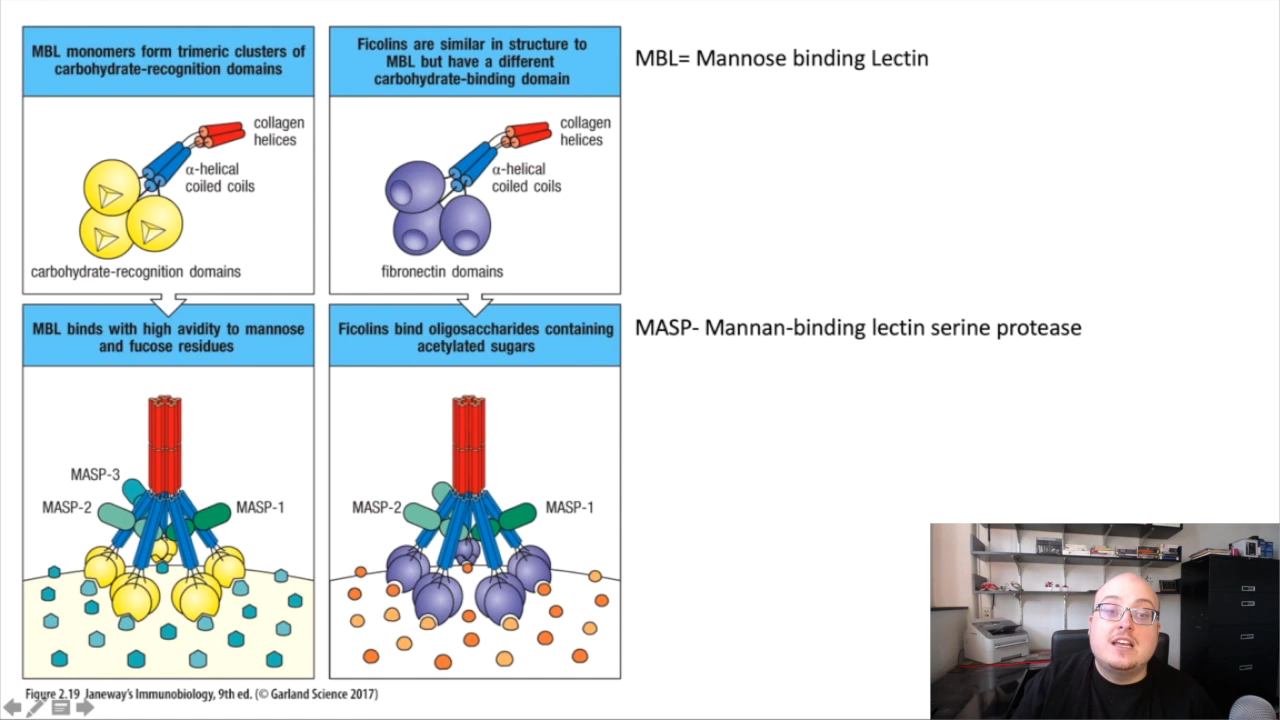 MBL monomers form trimeric clusters of
carbohydrate-recognition domains
collagen
helices
α-helical
coiled coils
carbohydrate-recognition domains
Ficolins are similar in structure to
MBL but have a different
carbohydrate-binding domain
collagen
helices
α-helical
coiled coils
fibronectin domains
MBL= Mannose binding Lectin
MBL binds with high avidity to mannose
and fucose residues
MASP-3
MASP-2
MASP-1
Ficolins bind oligosaccharides containing
acetylated sugars
MASP-2
MASP-1
MASP- Mannan-binding lectin serine protease
Figure 2.19 Janeway's Immunobiology, 9th ed. (© Garland Science 2017)